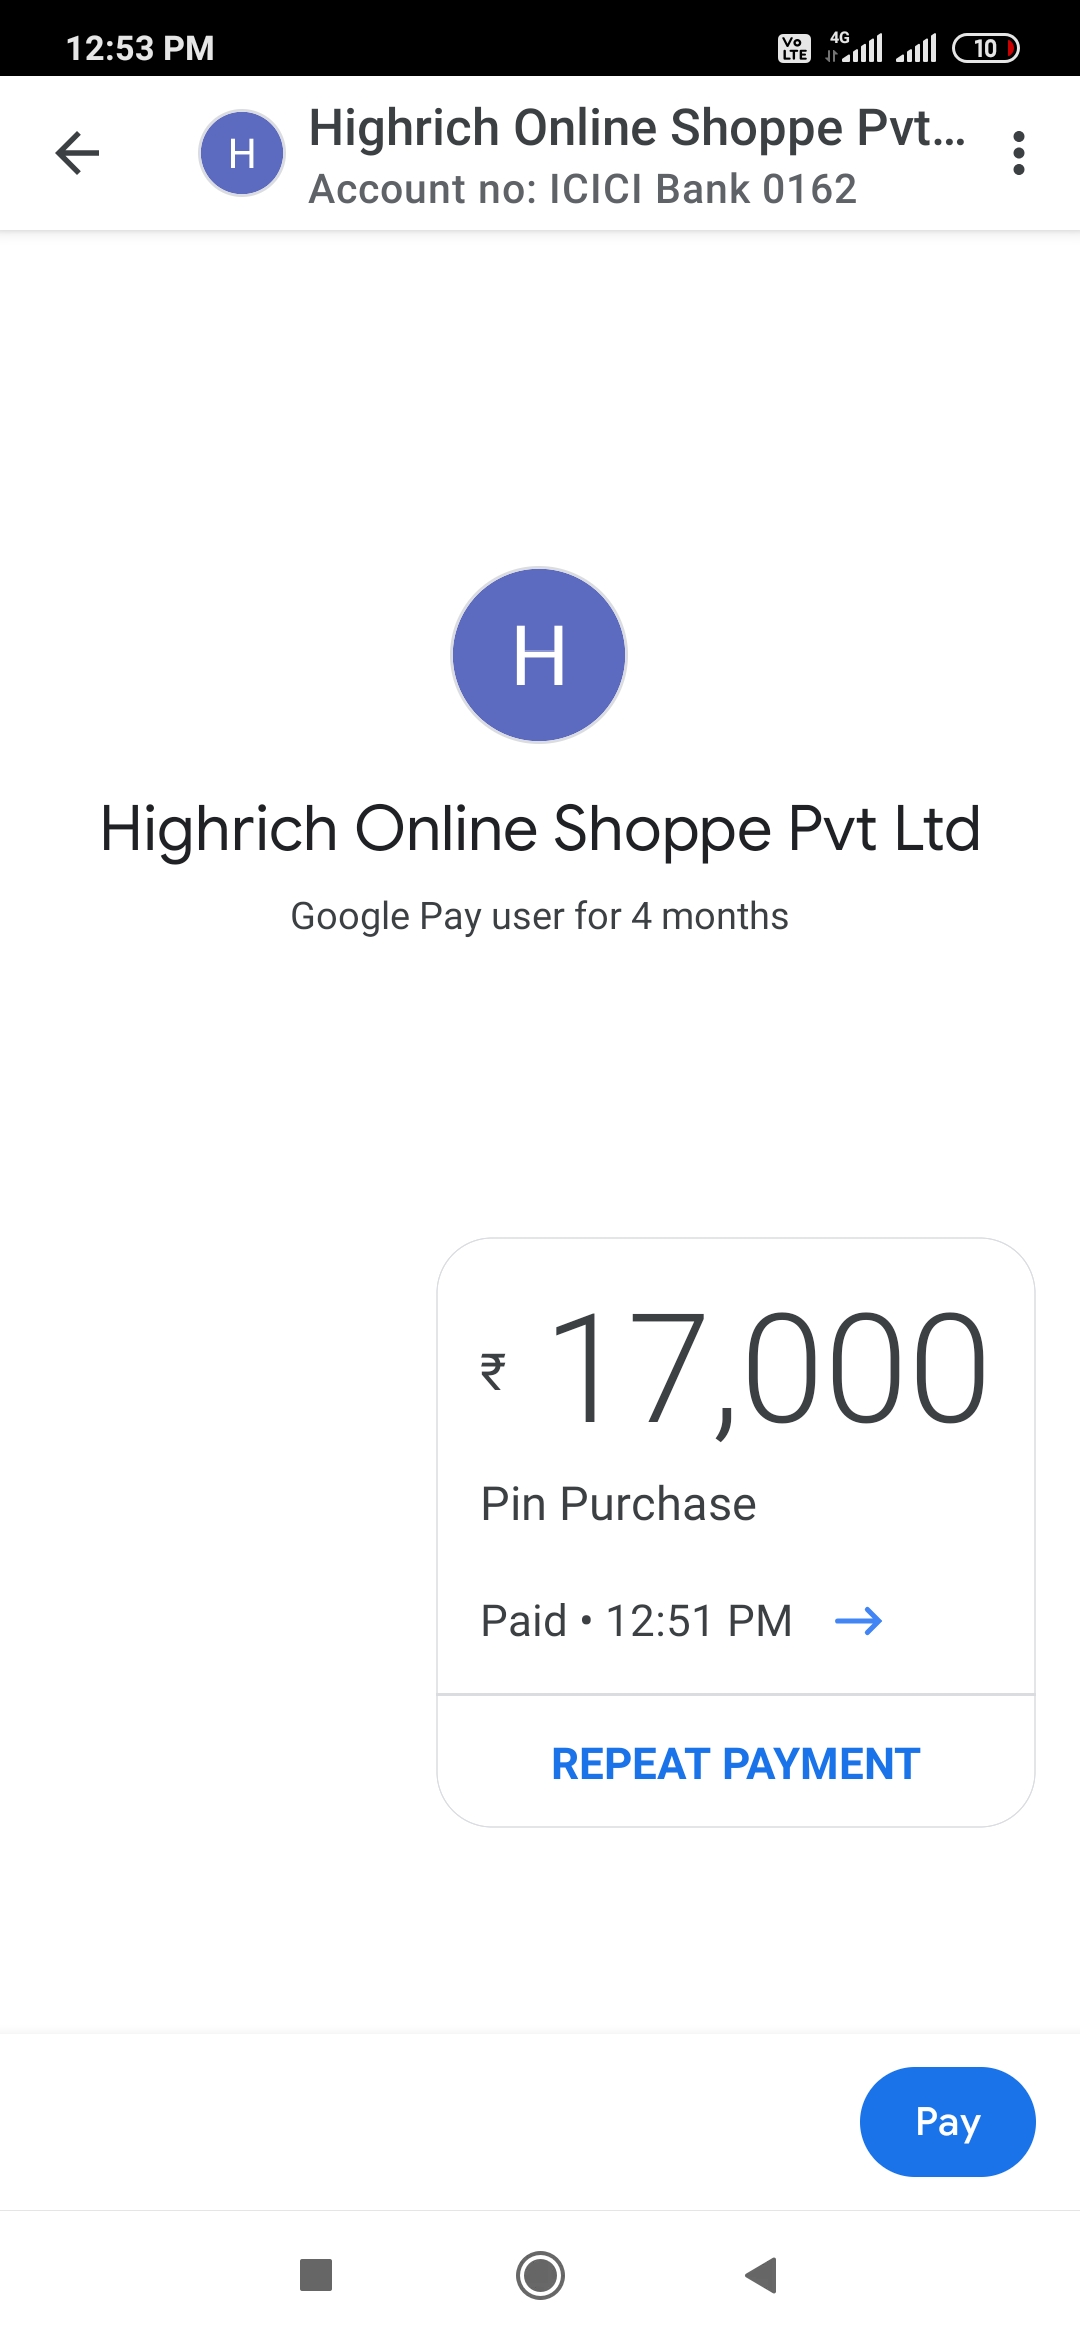 12:53 PM
Vo LTE 4G 10
H
Highrich Online Shoppe Pvt...
Account no: ICICI Bank 0162
H
Highrich Online Shoppe Pvt Ltd
Google Pay user for 4 months
₹ 17,000
Pin Purchase
Paid • 12:51 PM →
REPEAT PAYMENT
Pay